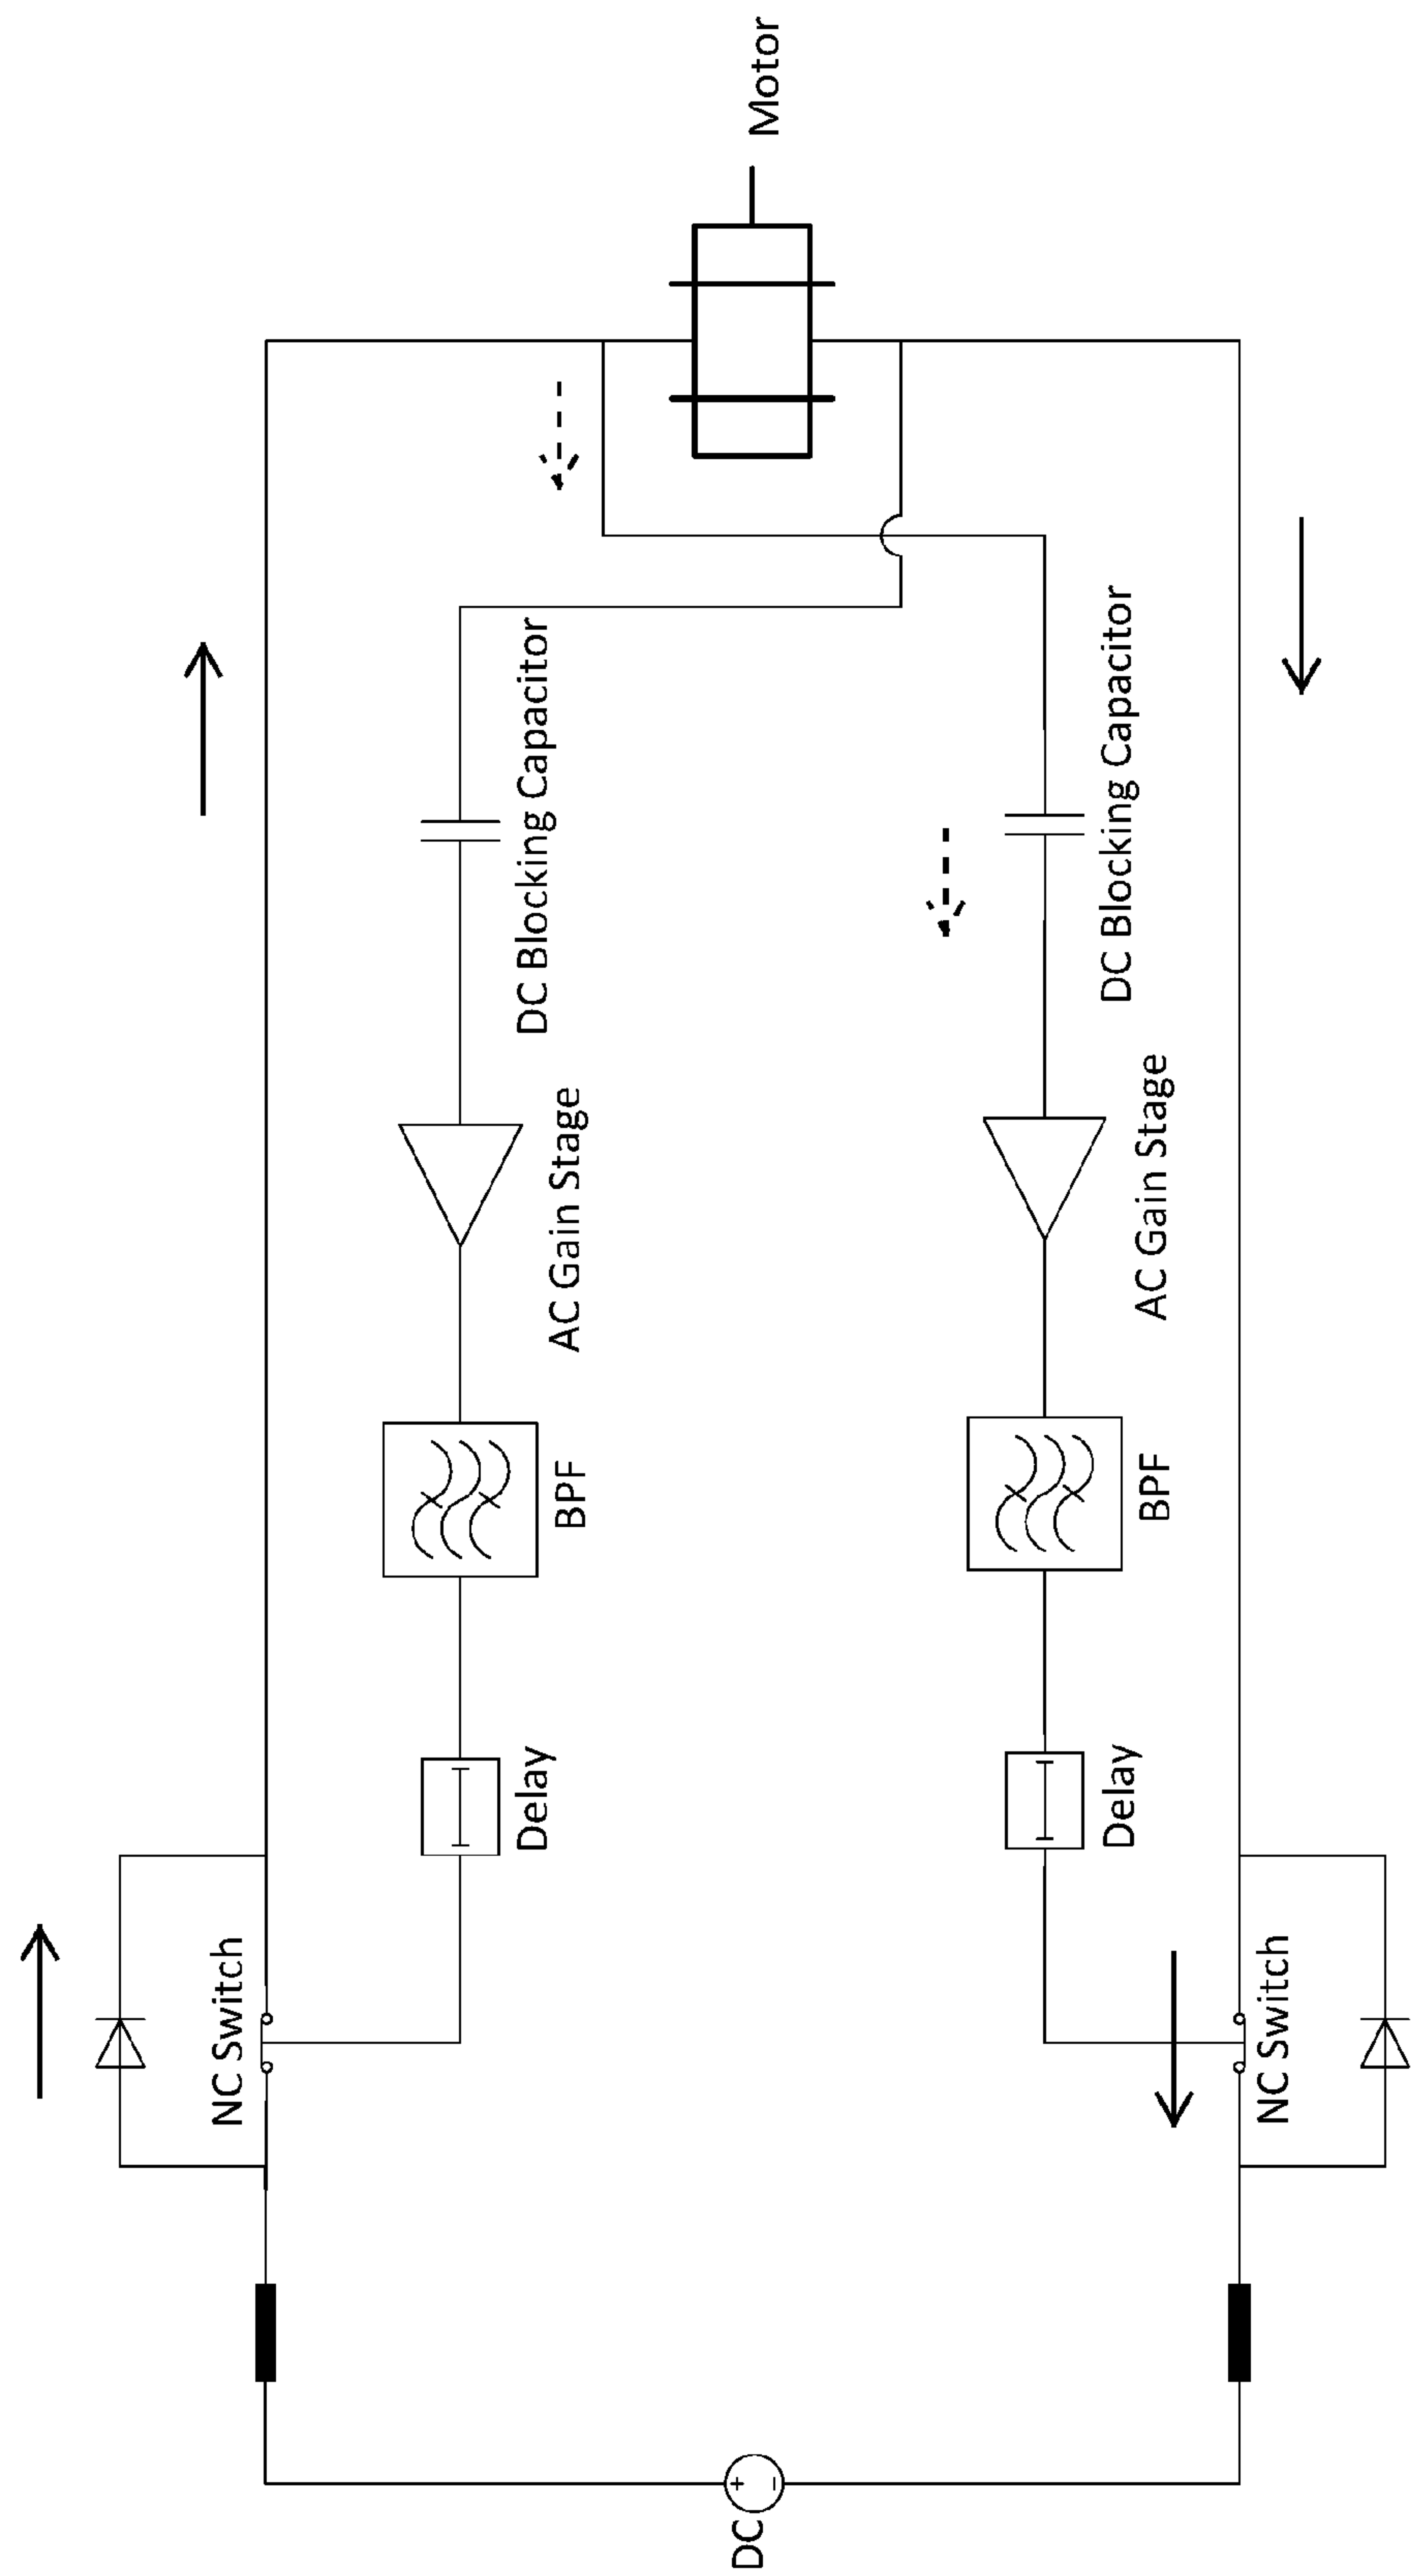 Motor
DC Blocking Capacitor
DC Blocking Capacitor
AC Gain Stage
AC Gain Stage
BPF
BPF
Delay
Delay
NC Switch
NC Switch
DC
+
−